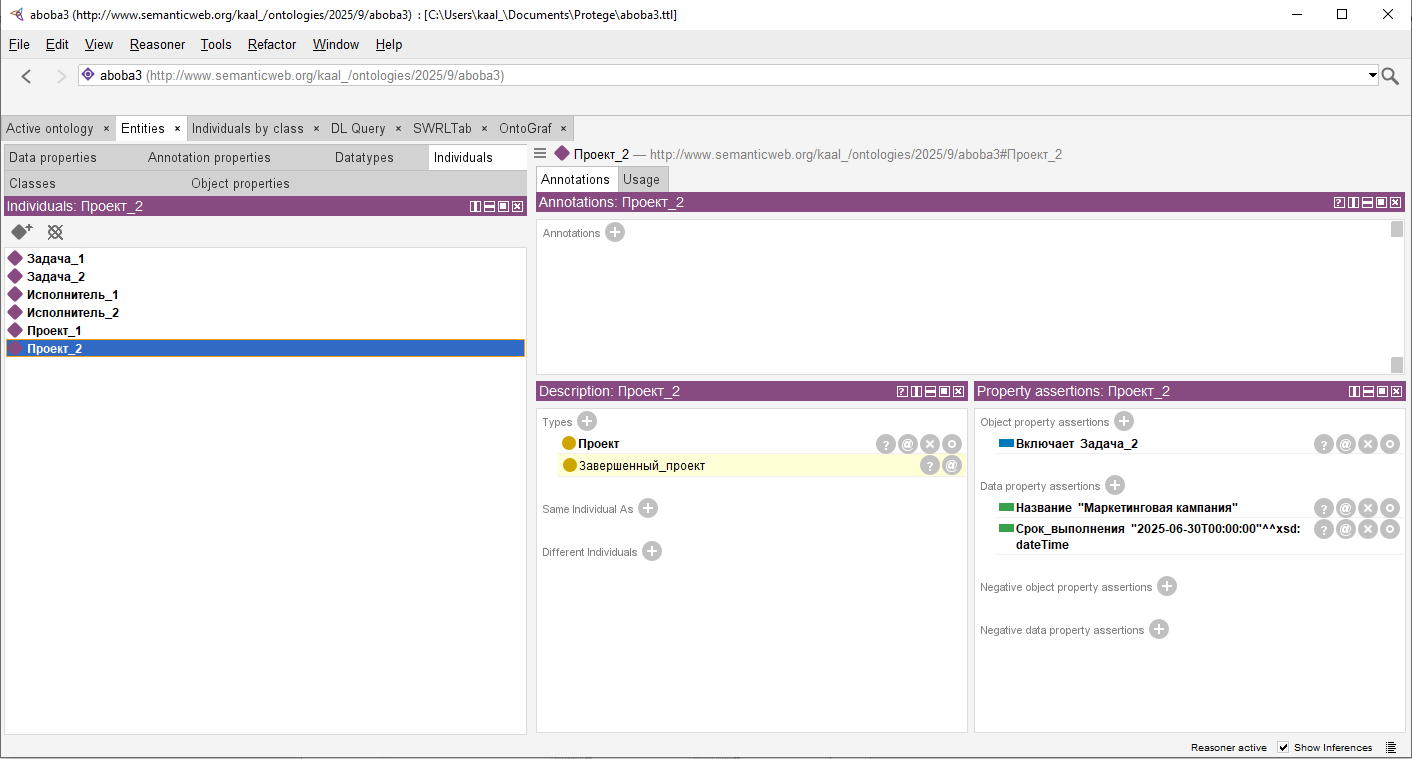 aboba3 (http://www.semanticweb.org/kaal_/ontologies/2025/9/aboba3) : [C:\Users\kaal_\Documents\Protege\aboba3.ttl]
File Edit View Reasoner Tools Refactor Window Help
aboba3 (http://www.semanticweb.org/kaal_/ontologies/2025/9/aboba3)
Active ontology × Entities × Individuals by class × DL Query × SWRLTab × OntoGraf ×
Data properties Annotation properties Datatypes Individuals
Classes Object properties
Individuals: Проект_2
Задача_1
Задача_2
Исполнитель_1
Исполнитель_2
Проект_1
Проект_2
Проект_2 — http://www.semanticweb.org/kaal_/ontologies/2025/9/aboba3#Проект_2
Annotations Usage
Annotations: Проект_2
Annotations
Description: Проект_2
Types
Проект
Завершенный_проект
Same Individual As
Different Individuals
Property assertions: Проект_2
Object property assertions
Включает Задача_2
Data property assertions
Название "Маркетинговая кампания"
Срок_выполнения "2025-06-30T00:00:00"^^xsd:
dateTime
Negative object property assertions
Negative data property assertions
Reasoner active Show Inferences